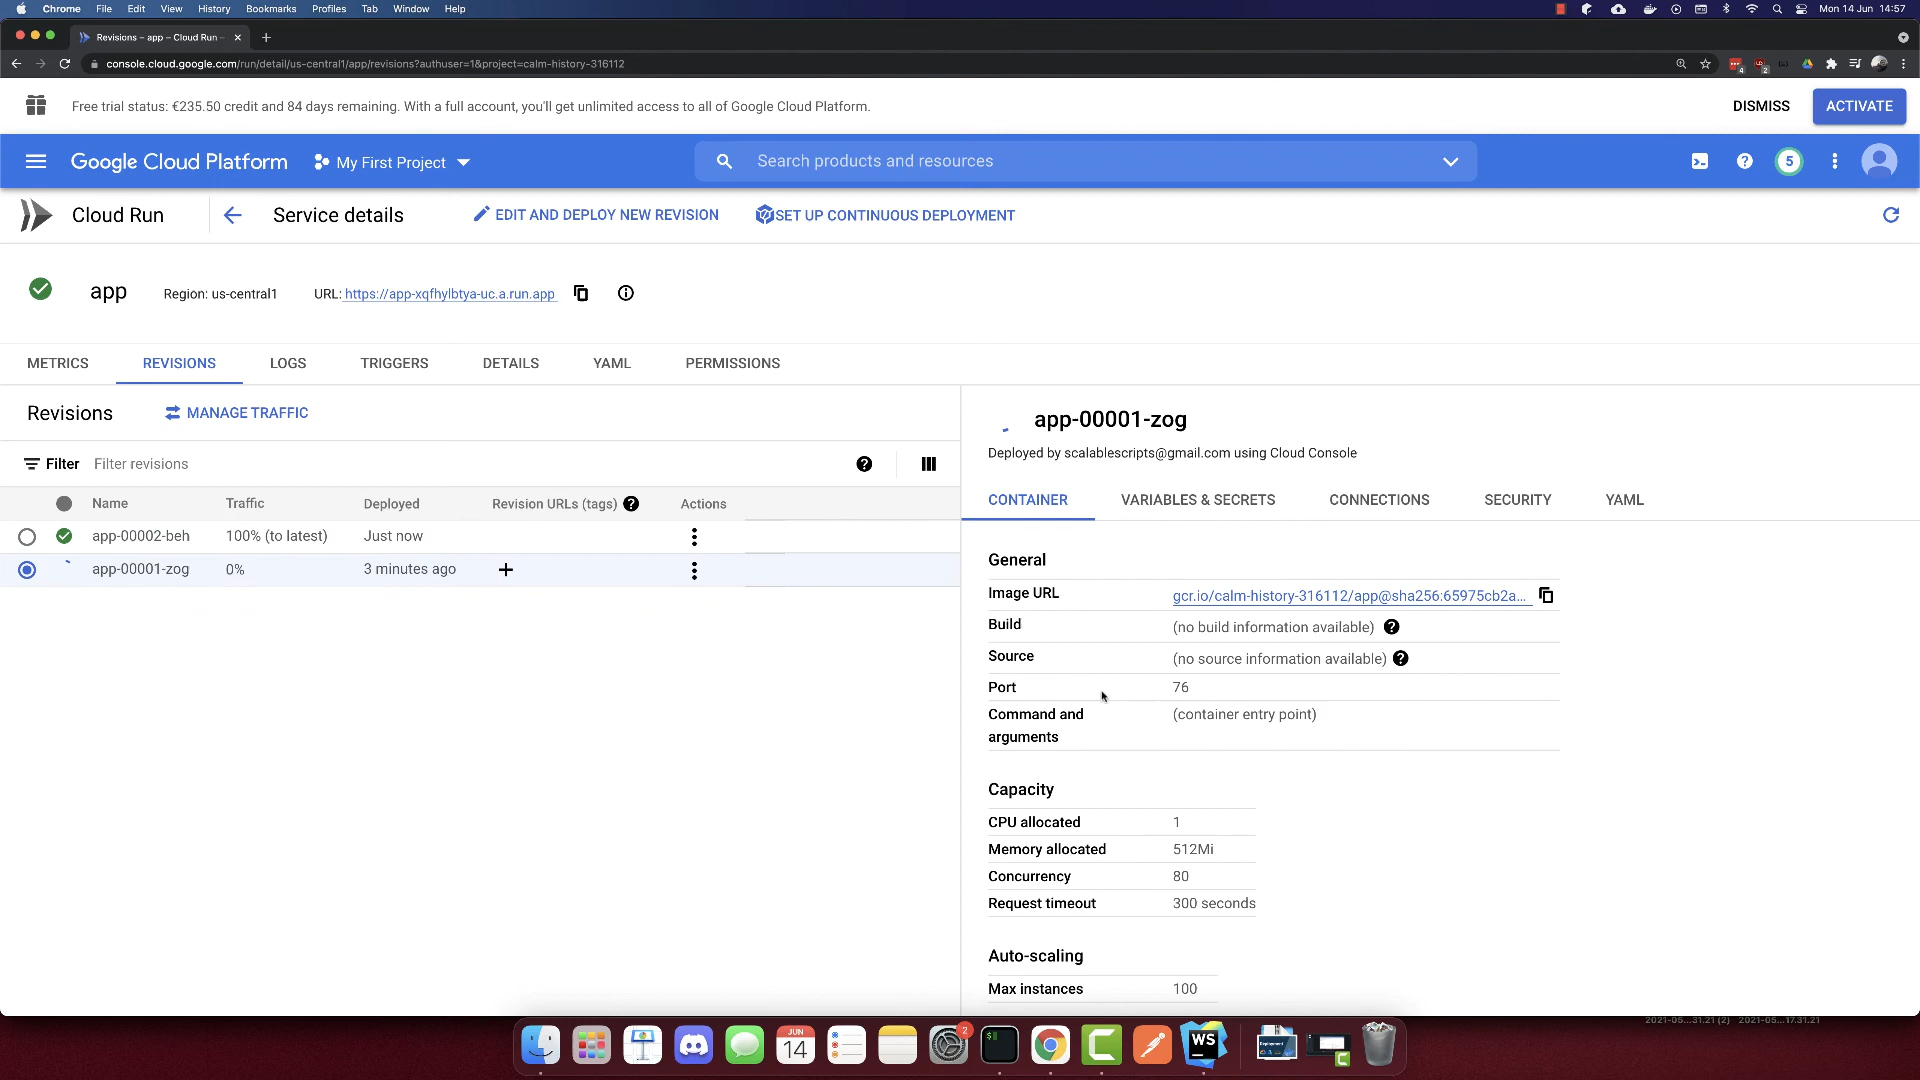 Chrome File Edit View History Bookmarks Profiles Tab Window Help Mon 14 Jun 14:57
Revisions – app – Cloud Run –
console.cloud.google.com/run/detail/us-central1/app/revisions?authuser=1&project=calm-history-316112
Free trial status: €235.50 credit and 84 days remaining. With a full account, you'll get unlimited access to all of Google Cloud Platform. DISMISS ACTIVATE
Google Cloud Platform My First Project Search products and resources 5
Cloud Run Service details EDIT AND DEPLOY NEW REVISION SET UP CONTINUOUS DEPLOYMENT
app Region: us-central1 URL: https://app-xqfhylbtya-uc.a.run.app
METRICS REVISIONS LOGS TRIGGERS DETAILS YAML PERMISSIONS
Revisions MANAGE TRAFFIC
Filter Filter revisions
Name Traffic Deployed Revision URLs (tags) Actions
app-00002-beh 100% (to latest) Just now
app-00001-zog 0% 3 minutes ago
app-00001-zog
Deployed by scalablescripts@gmail.com using Cloud Console
CONTAINER VARIABLES & SECRETS CONNECTIONS SECURITY YAML
General
Image URL gcr.io/calm-history-316112/app@sha256:65975cb2a...
Build (no build information available)
Source (no source information available)
Port 76
Command and arguments (container entry point)
Capacity
CPU allocated 1
Memory allocated 512Mi
Concurrency 80
Request timeout 300 seconds
Auto-scaling
Max instances 100
2021-05...31.21 (2) 2021-05...17.31.21
JUN
14
2
WS